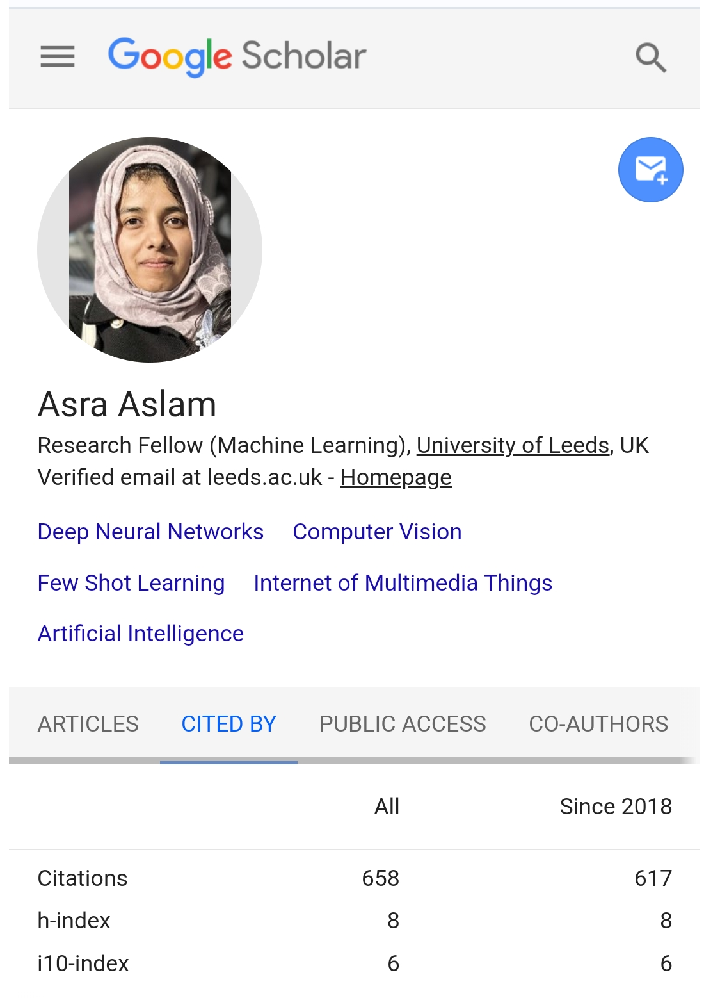 Google Scholar
Asra Aslam
Research Fellow (Machine Learning), University of Leeds, UK
Verified email at leeds.ac.uk - Homepage
Deep Neural Networks Computer Vision
Few Shot Learning Internet of Multimedia Things
Artificial Intelligence
ARTICLES CITED BY PUBLIC ACCESS CO-AUTHORS
All Since 2018
Citations 658 617
h-index 8 8
i10-index 6 6